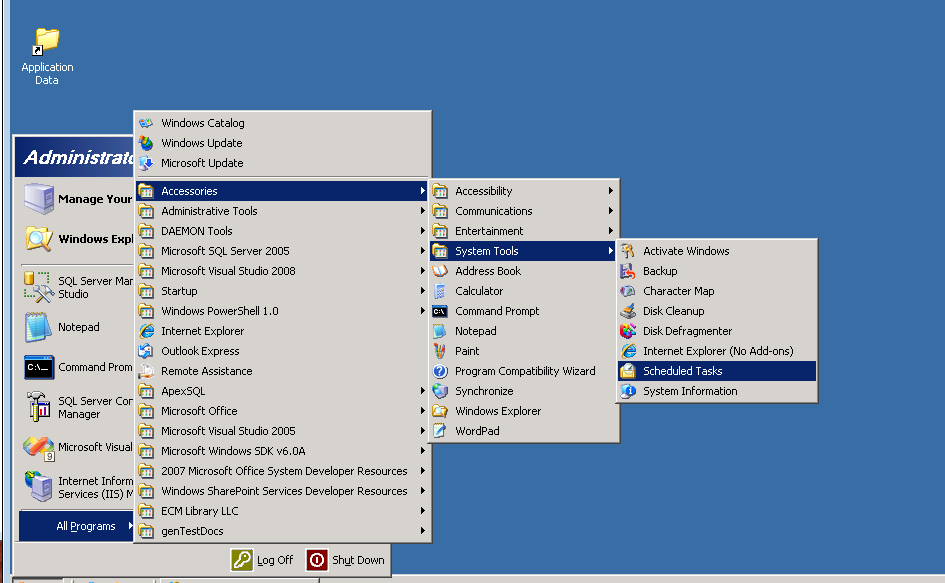 Application
Data
Administrato
Manage Your
Windows Expl
SQL Server Man
Studio
Notepad
Command Prom
SQL Server Con
Manager
Microsoft Visual
Internet Inform
Services (IIS) M
All Programs
Log Off
Shut Down
Windows Catalog
Windows Update
Microsoft Update
Accessories
Administrative Tools
DAEMON Tools
Microsoft SQL Server 2005
Microsoft Visual Studio 2008
Startup
Windows PowerShell 1.0
Internet Explorer
Outlook Express
Remote Assistance
ApexSQL
Microsoft Office
Microsoft Visual Studio 2005
Microsoft Windows SDK v6.0A
2007 Microsoft Office System Developer Resources
Windows SharePoint Services Developer Resources
ECM Library LLC
genTestDocs
Accessibility
Communications
Entertainment
System Tools
Address Book
Calculator
Command Prompt
Notepad
Paint
Program Compatibility Wizard
Synchronize
Windows Explorer
WordPad
Activate Windows
Backup
Character Map
Disk Cleanup
Disk Defragmenter
Internet Explorer (No Add-ons)
Scheduled Tasks
System Information